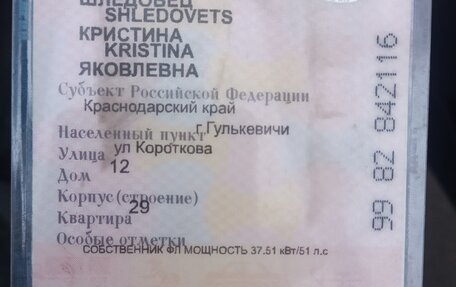 ШЛЕДОВЕЦ
SHLEDOVETS
КРИСТИНА
KRISTINA
ЯКОВЛЕВНА
Субъект Российской Федерации
Краснодарский край
Населенный пункт г.Гулькевичи
Улица ул Короткова
Дом 12
Корпус (строение)
Квартира 29
Особые отметки
СОБСТВЕННИК ФЛ МОЩНОСТЬ 37.51 кВт/51 л.с
99 82 842116